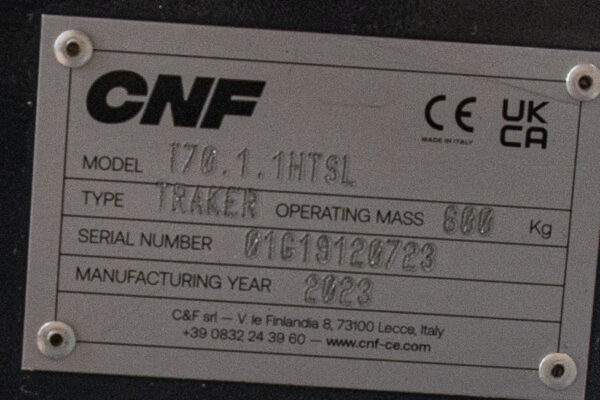 CNF
CE UK CA
MADE IN ITALY
MODEL T70.1.1HTSL
TYPE TRAKER OPERATING MASS 600 Kg
SERIAL NUMBER 01G19120723
MANUFACTURING YEAR 2023
C&F srl — V. le Finlandia 8, 73100 Lecce, Italy
+39 0832 24 39 60 — www.cnf-ce.com